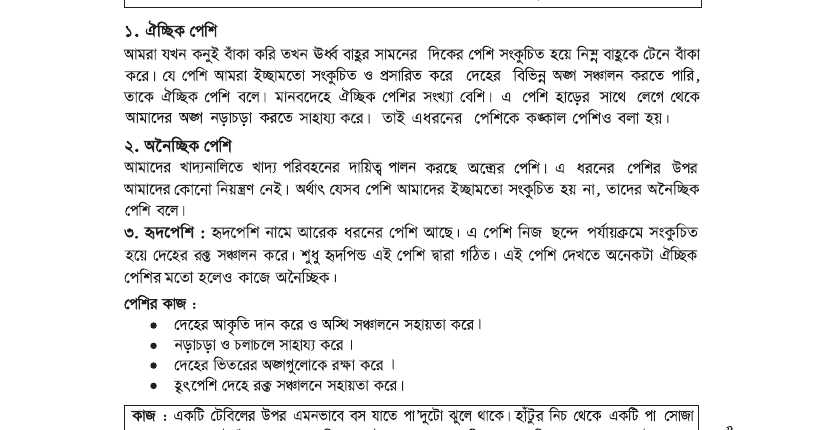 ১. ঐচ্ছিক পেশি
আমরা যখন কনুই বাঁকা করি তখন ঊর্ধ্ব বাহুর সামনের দিকের পেশি সংকুচিত হয়ে নিম্ন বাহুকে টেনে বাঁকা
করে। যে পেশি আমরা ইচ্ছামতো সংকুচিত ও প্রসারিত করে দেহের বিভিন্ন অঙ্গ সঞ্চালন করতে পারি,
তাকে ঐচ্ছিক পেশি বলে। মানবদেহে ঐচ্ছিক পেশির সংখ্যা বেশি। এ পেশি হাড়ের সাথে লেগে থেকে
আমাদের অঙ্গ নড়াচড়া করতে সাহায্য করে। তাই এধরনের পেশিকে কঙ্কাল পেশিও বলা হয়।
২. অনৈচ্ছিক পেশি
আমাদের খাদ্যনালিতে খাদ্য পরিবহনের দায়িত্ব পালন করছে অন্ত্রের পেশি। এ ধরনের পেশির উপর
আমাদের কোনো নিয়ন্ত্রণ নেই। অর্থাৎ যেসব পেশি আমাদের ইচ্ছামতো সংকুচিত হয় না, তাদের অনৈচ্ছিক
পেশি বলে।
৩. হৃদপেশি : হৃদপেশি নামে আরেক ধরনের পেশি আছে। এ পেশি নিজ ছন্দে পর্যায়ক্রমে সংকুচিত
হয়ে দেহের রক্ত সঞ্চালন করে। শুধু হৃদপিন্ড এই পেশি দ্বারা গঠিত। এই পেশি দেখতে অনেকটা ঐচ্ছিক
পেশির মতো হলেও কাজে অনৈচ্ছিক।
পেশির কাজ :
● দেহের আকৃতি দান করে ও অস্থি সঞ্চালনে সহায়তা করে।
● নড়াচড়া ও চলাচলে সাহায্য করে ।
● দেহের ভিতরের অঙ্গগুলোকে রক্ষা করে ।
● হৃৎপেশি দেহে রক্ত সঞ্চালনে সহায়তা করে।
কাজ : একটি টেবিলের উপর এমনভাবে বস যাতে পা'দুটো ঝুলে থাকে। হাঁটুর নিচ থেকে একটি পা সোজা